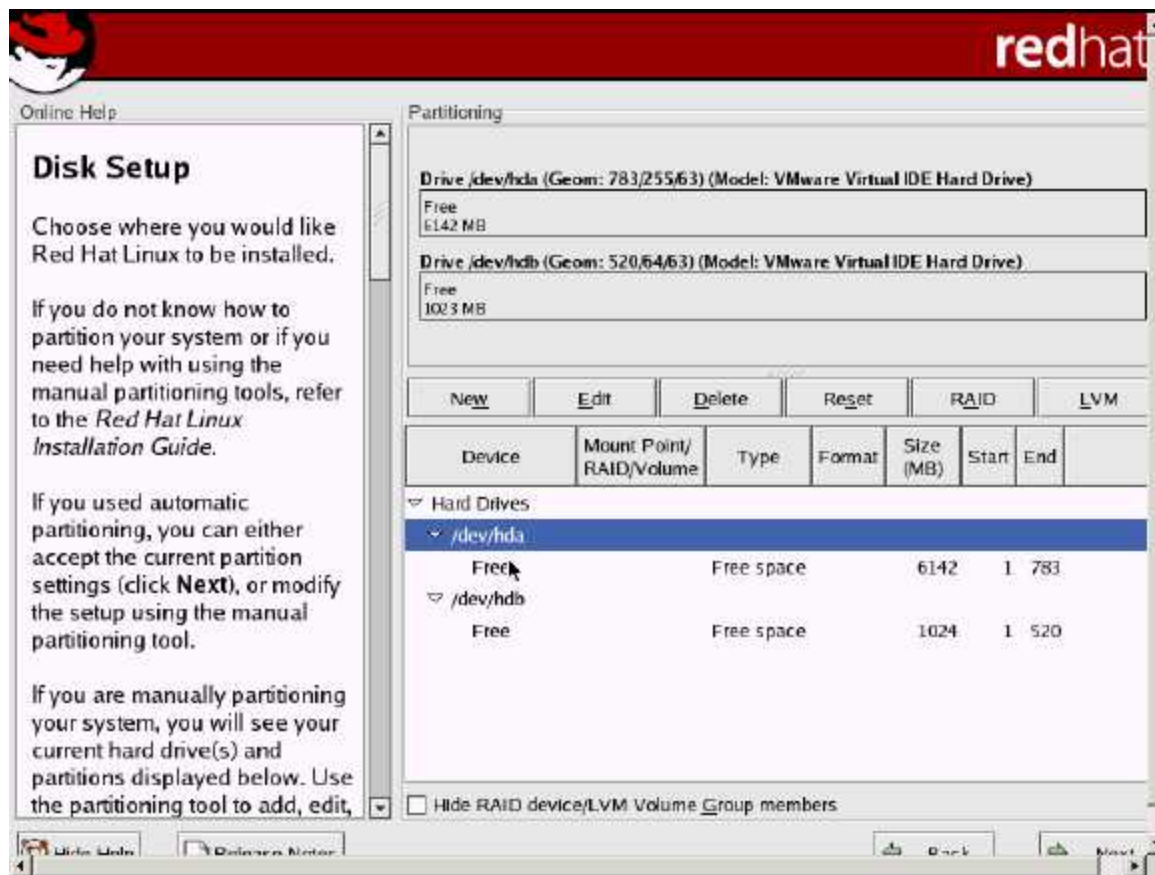 redhat
Online Help
Disk Setup
Choose where you would like
Red Hat Linux to be installed.
If you do not know how to
partition your system or if you
need help with using the
manual partitioning tools, refer
to the Red Hat Linux
Installation Guide.
If you used automatic
partitioning, you can either
accept the current partition
settings (click Next), or modify
the setup using the manual
partitioning tool.
If you are manually partitioning
your system, you will see your
current hard drive(s) and
partitions displayed below. Use
the partitioning tool to add, edit,
Partitioning
Drive /dev/hda (Geom: 783/255/63) (Model: VMware Virtual IDE Hard Drive)
Free
6142 MB
Drive /dev/hdb (Geom: 520/64/63) (Model: VMware Virtual IDE Hard Drive)
Free
1023 MB
New Edit Delete Reset RAID LVM
Device Mount Point/ RAID/Volume Type Format Size (MB) Start End
Hard Drives
/dev/hda
Free Free space 6142 1 783
/dev/hdb
Free Free space 1024 1 520
Hide RAID device/LVM Volume Group members
Hide Help Release Notes Back Next